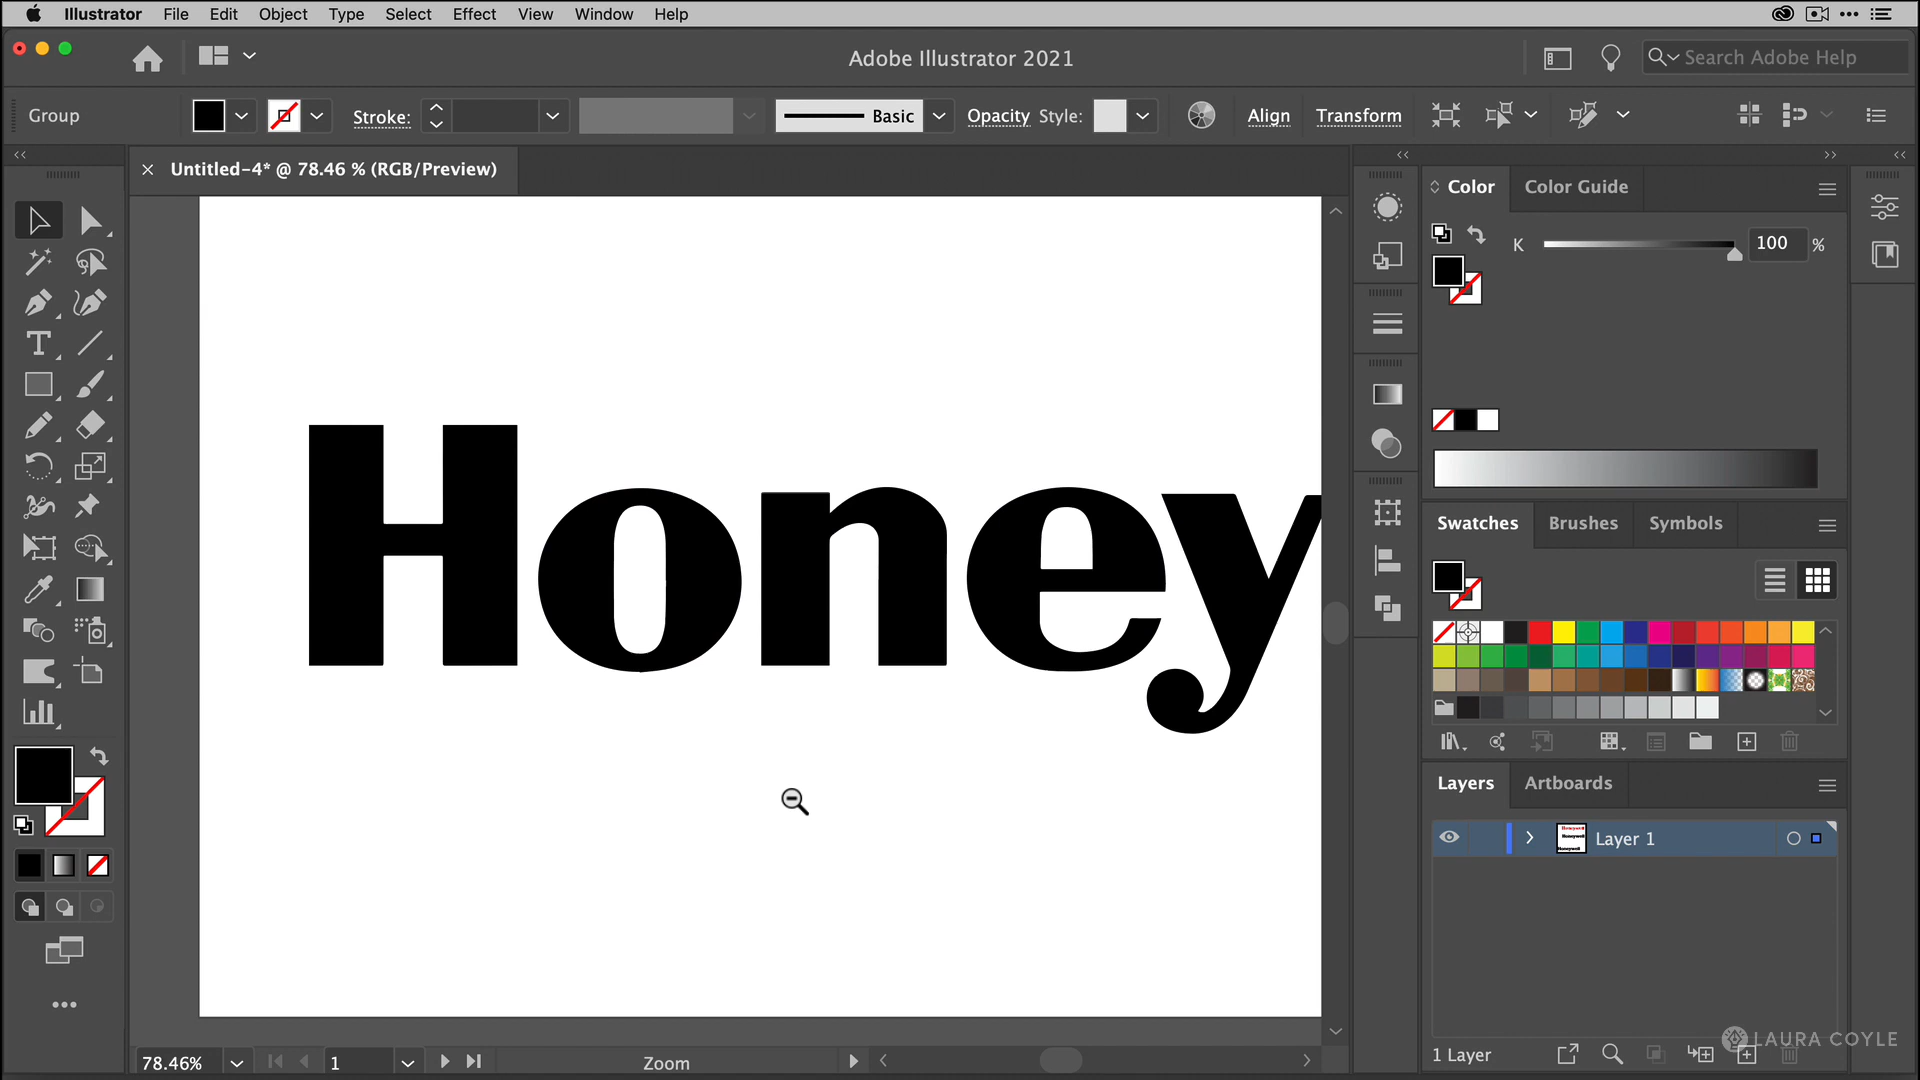 Illustrator File Edit Object Type Select Effect View Window Help
Adobe Illustrator 2021
Search Adobe Help
Group
Stroke:
Basic
Opacity Style:
Align
Transform
Untitled-4* @ 78.46 % (RGB/Preview)
Color
Color Guide
K 100 %
Honey
Swatches
Brushes
Symbols
Layers
Artboards
Layer 1
1 Layer
LAURA COYLE
78.46%
1
Zoom